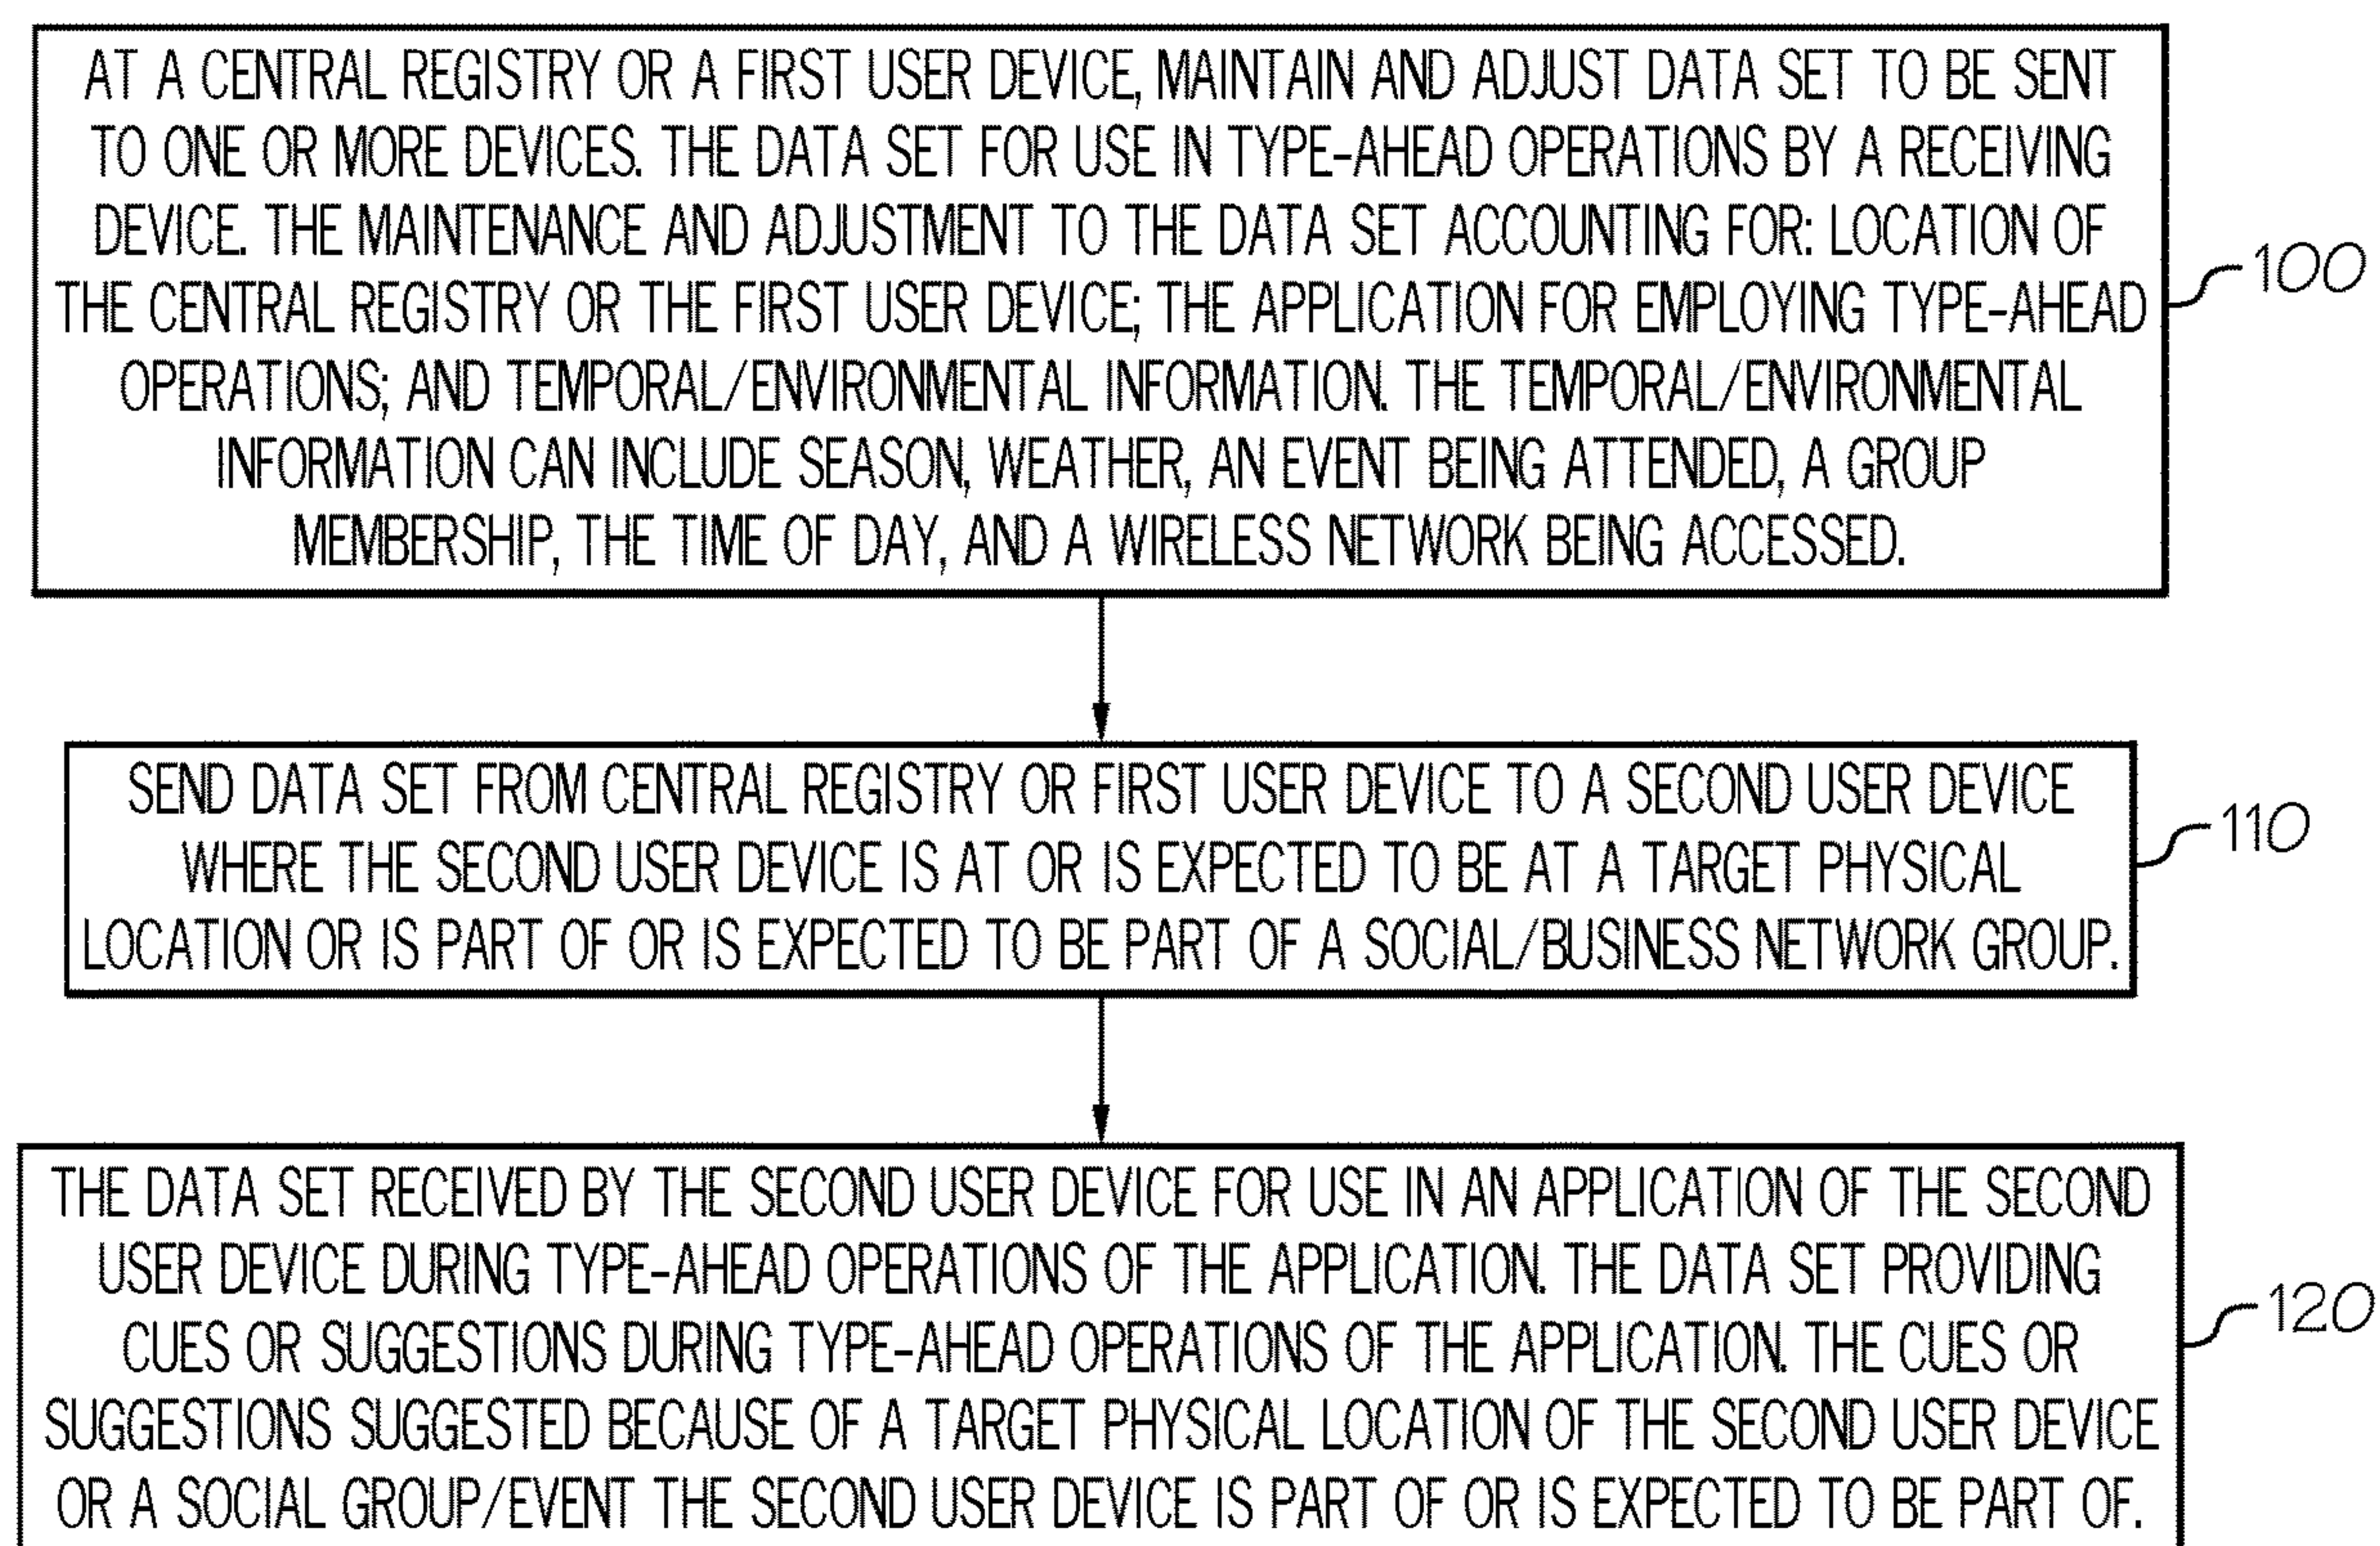 AT A CENTRAL REGISTRY OR A FIRST USER DEVICE, MAINTAIN AND ADJUST DATA SET TO BE SENT
TO ONE OR MORE DEVICES. THE DATA SET FOR USE IN TYPE-AHEAD OPERATIONS BY A RECEIVING
DEVICE. THE MAINTENANCE AND ADJUSTMENT TO THE DATA SET ACCOUNTING FOR: LOCATION OF
THE CENTRAL REGISTRY OR THE FIRST USER DEVICE; THE APPLICATION FOR EMPLOYING TYPE-AHEAD
OPERATIONS; AND TEMPORAL/ENVIRONMENTAL INFORMATION. THE TEMPORAL/ENVIRONMENTAL
INFORMATION CAN INCLUDE SEASON, WEATHER, AN EVENT BEING ATTENDED, A GROUP
MEMBERSHIP, THE TIME OF DAY, AND A WIRELESS NETWORK BEING ACCESSED.
100
SEND DATA SET FROM CENTRAL REGISTRY OR FIRST USER DEVICE TO A SECOND USER DEVICE
WHERE THE SECOND USER DEVICE IS AT OR IS EXPECTED TO BE AT A TARGET PHYSICAL
LOCATION OR IS PART OF OR IS EXPECTED TO BE PART OF A SOCIAL/BUSINESS NETWORK GROUP.
110
THE DATA SET RECEIVED BY THE SECOND USER DEVICE FOR USE IN AN APPLICATION OF THE SECOND
USER DEVICE DURING TYPE-AHEAD OPERATIONS OF THE APPLICATION. THE DATA SET PROVIDING
CUES OR SUGGESTIONS DURING TYPE-AHEAD OPERATIONS OF THE APPLICATION. THE CUES OR
SUGGESTIONS SUGGESTED BECAUSE OF A TARGET PHYSICAL LOCATION OF THE SECOND USER DEVICE
OR A SOCIAL GROUP/EVENT THE SECOND USER DEVICE IS PART OF OR IS EXPECTED TO BE PART OF.
120